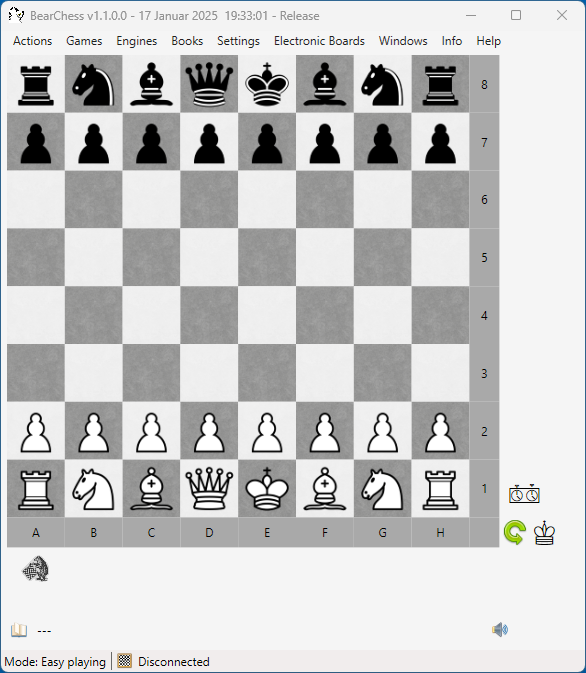 BearChess v1.1.0.0 - 17 Januar 2025 19:33:01 - Release
Actions Games Engines Books Settings Electronic Boards Windows Info Help
8
7
6
5
4
3
2
1
A B C D E F G H
---
Mode: Easy playing Disconnected